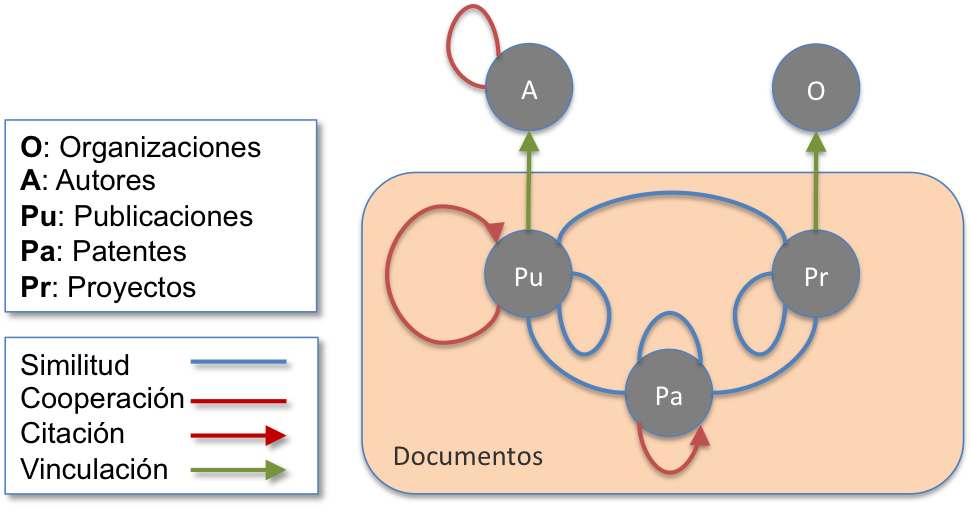 A
O
O: Organizaciones
A: Autores
Pu: Publicaciones
Pa: Patentes
Pr: Proyectos
Pu
Pr
Similitud
Cooperación
Citación
Vinculación
Pa
Documentos